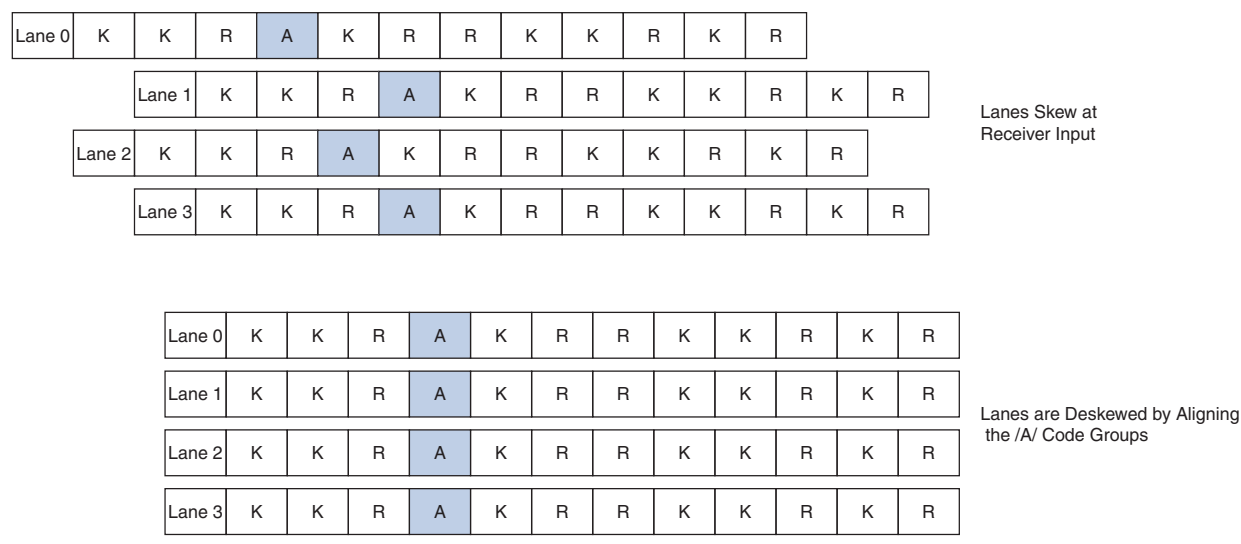 Lane 0 K K R A K R R K K R K R
Lane 1 K K R A K R R K K R K R
Lane 2 K K R A K R R K K R K R
Lane 3 K K R A K R R K K R K R
Lanes Skew at
Receiver Input
Lane 0 K K R A K R R K K R K R
Lane 1 K K R A K R R K K R K R
Lane 2 K K R A K R R K K R K R
Lane 3 K K R A K R R K K R K R
Lanes are Deskewed by Aligning
the /A/ Code Groups